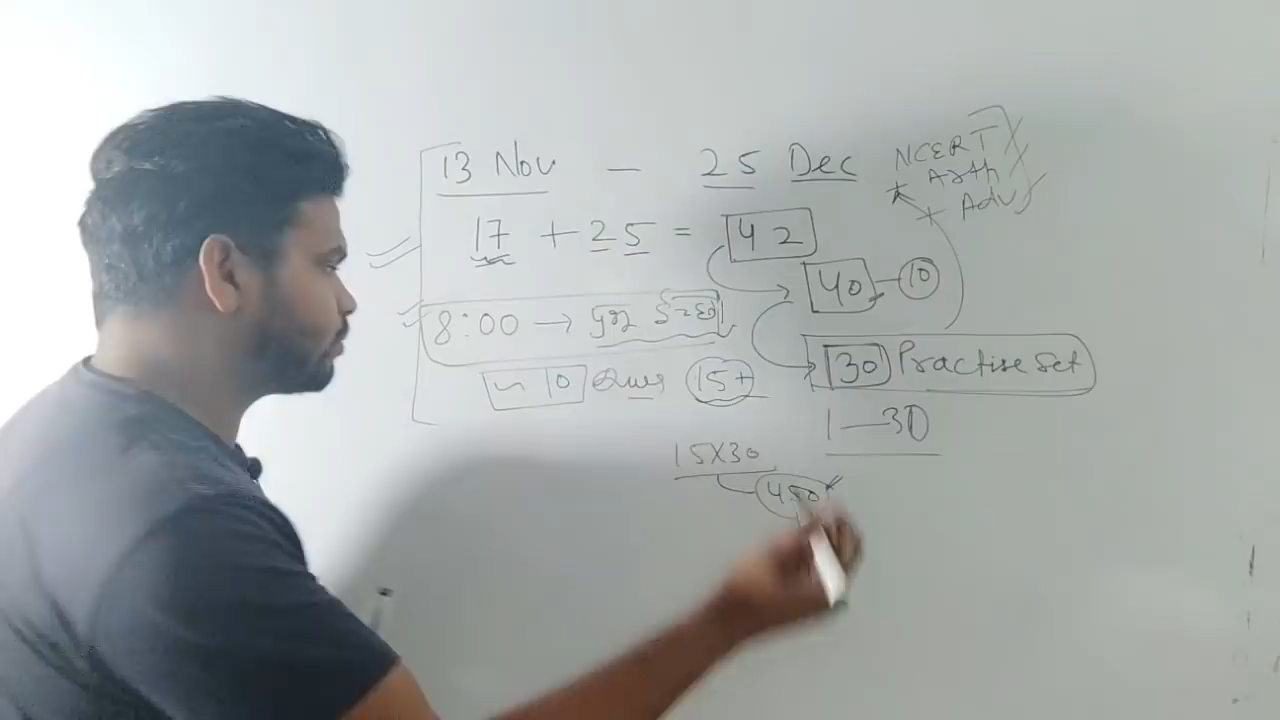 13 Nov — 25 Dec
NCERT
Arth
Adv
17 + 25 = 42
40 — 10
8:00 →
30 Practise Set
~ 10 15+
1 — 30
15x30
450